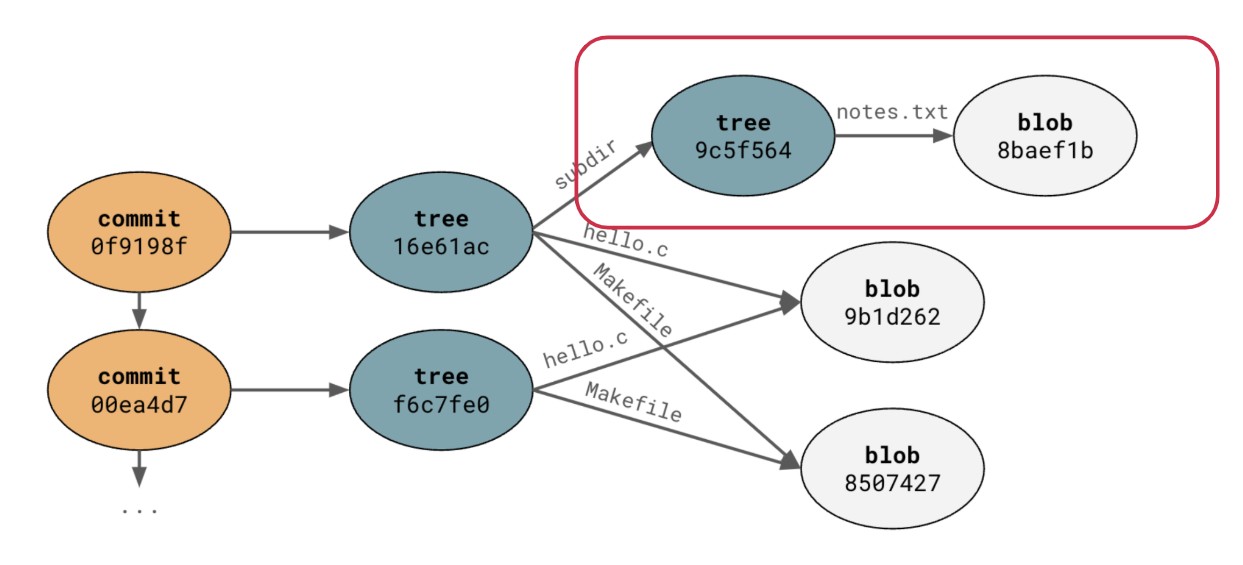 tree
9c5f564
notes.txt
blob
8baef1b
subdir
commit
0f9198f
tree
16e61ac
hello.c
Makefile
blob
9b1d262
commit
00ea4d7
tree
f6c7fe0
hello.c
Makefile
blob
8507427
...